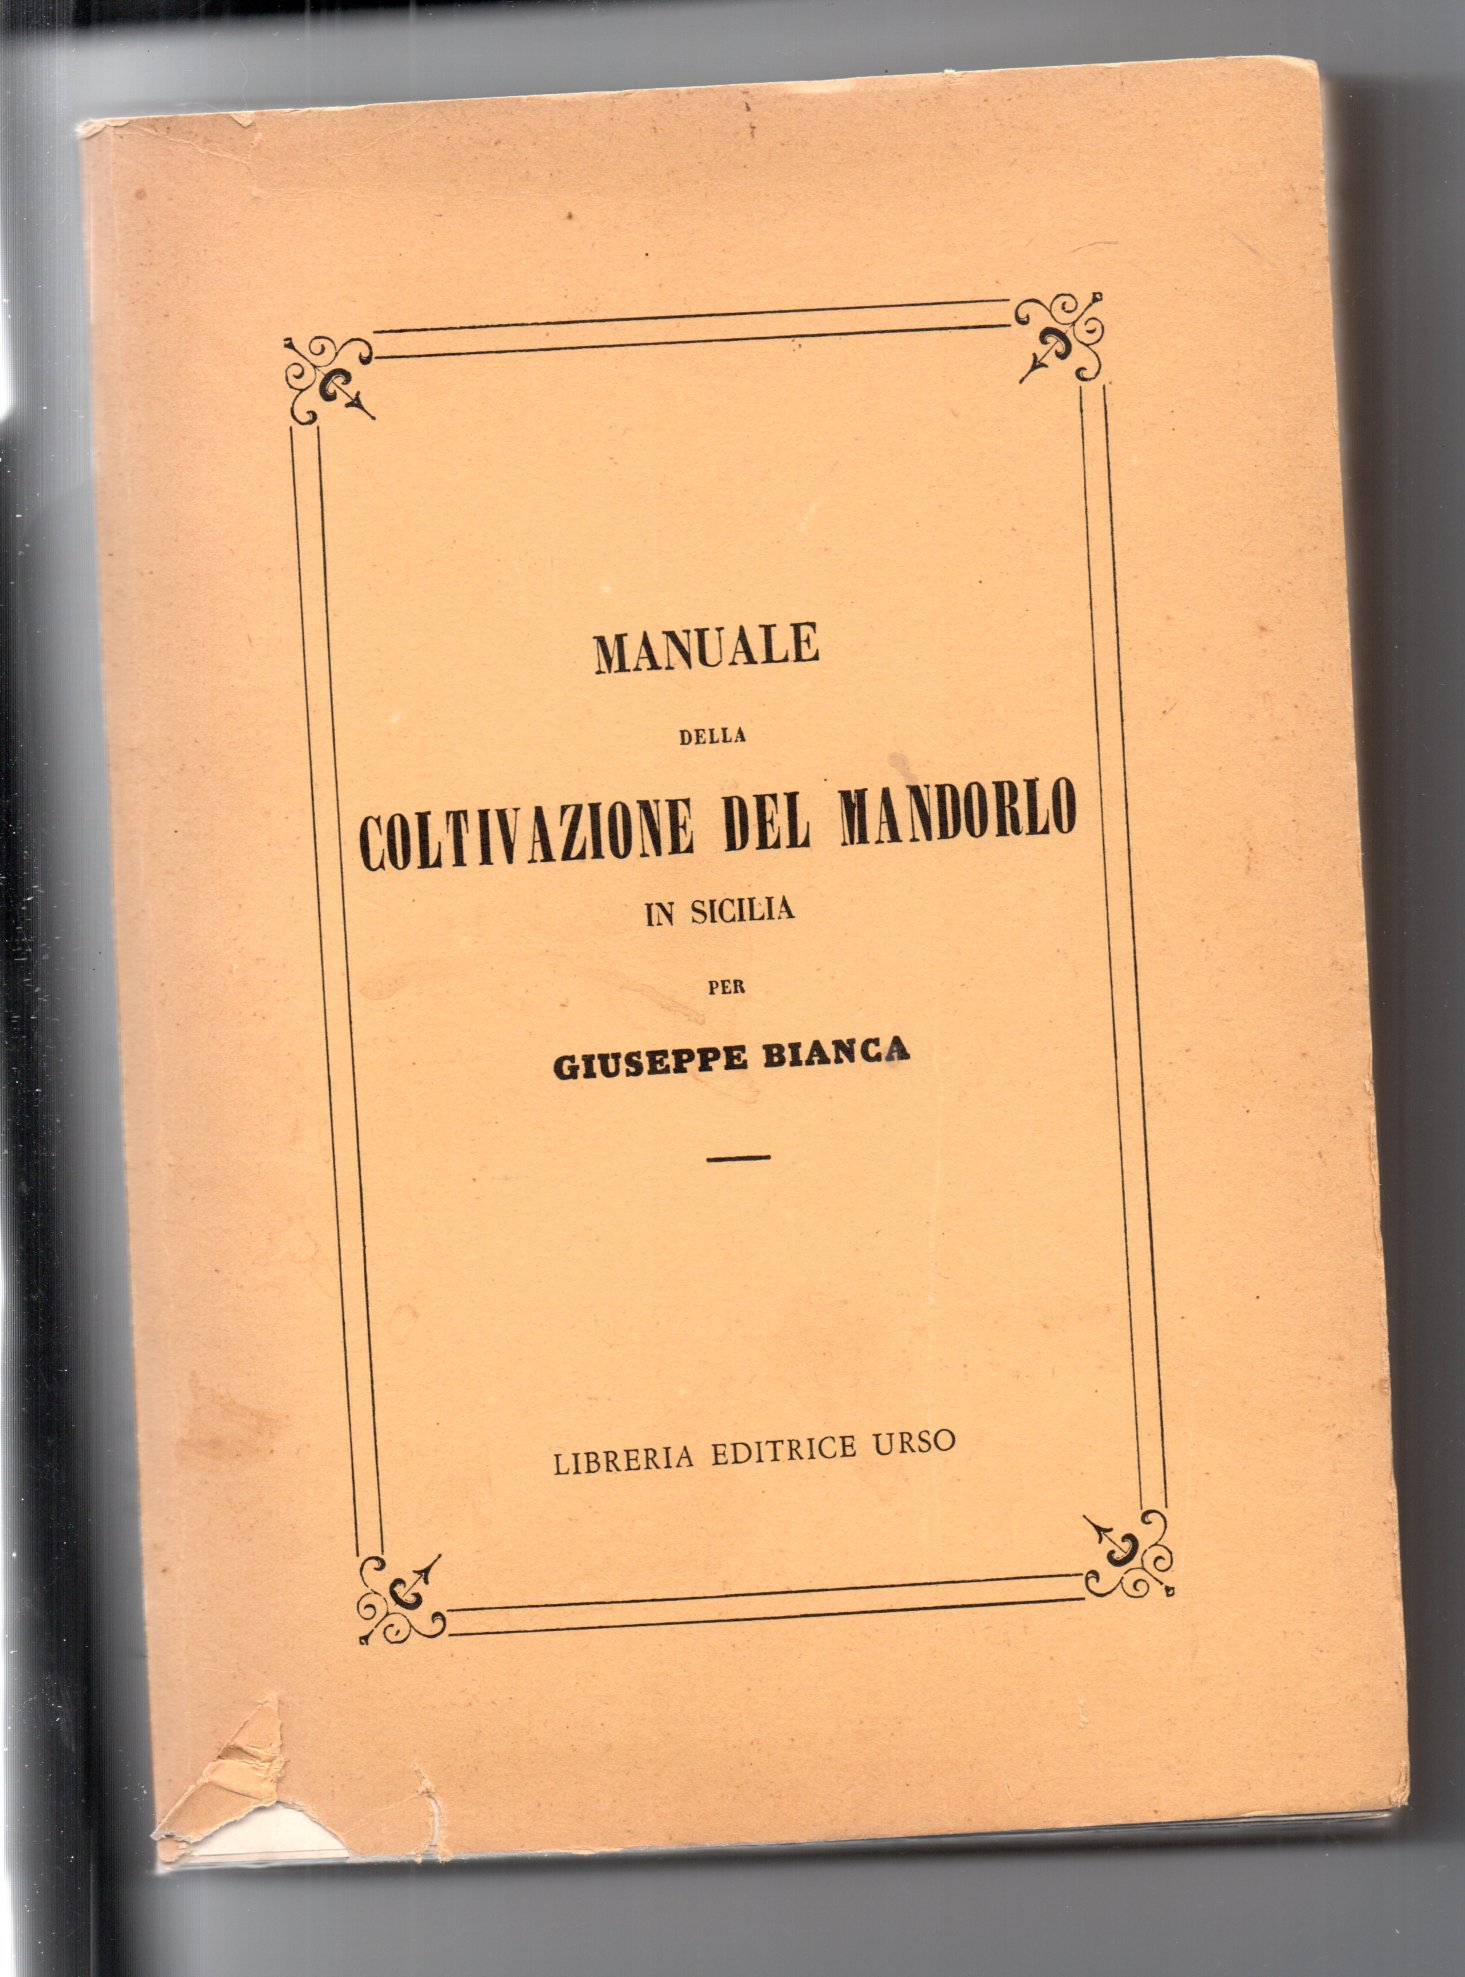 MANUALE
DELLA
COLTIVAZIONE DEL MANDORLO
IN SICILIA
PER
GIUSEPPE BIANCA
LIBRERIA EDITRICE URSO